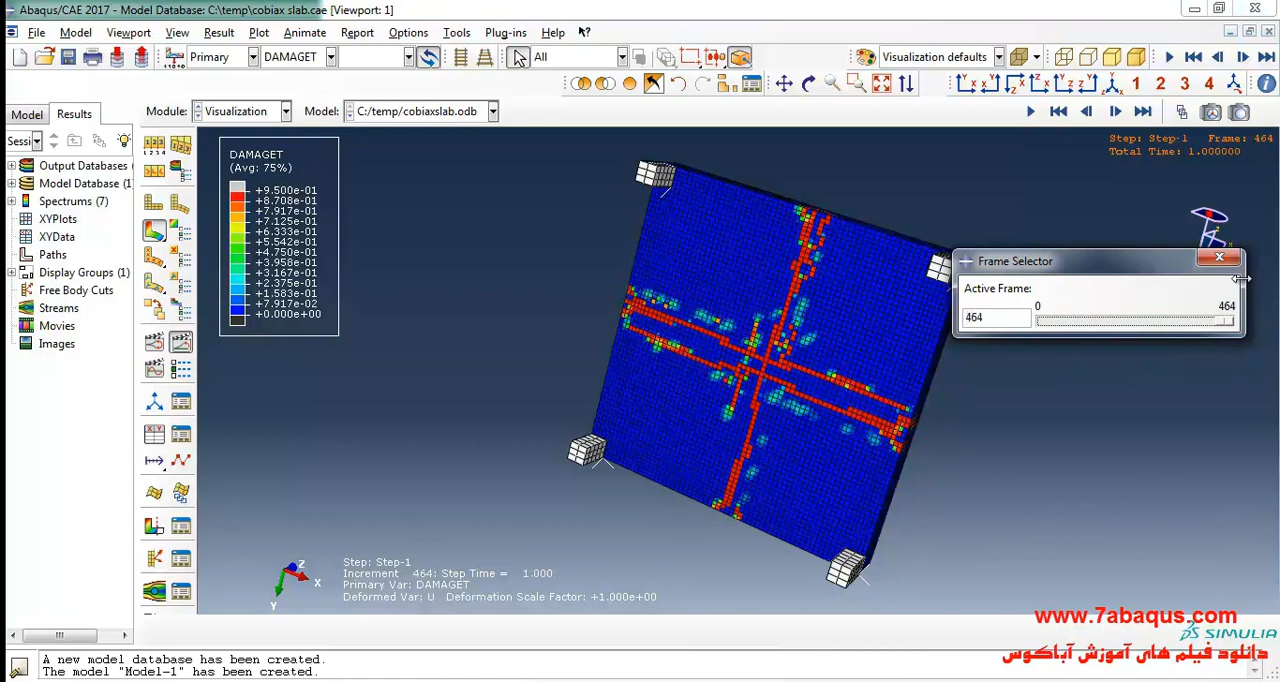 Abaqus/CAE 2017 - Model Database: C:\temp\cobiax slab.cae [Viewport: 1]
File Model Viewport View Result Plot Animate Report Options Tools Plug-ins Help
Primary DAMAGET All Visualization defaults
1 2 3 4
Model Results Module: Visualization Model: C:/temp/cobiaxslab.odb
Sessi
Output Databases
Model Database (1)
Spectrums (7)
XYPlots
XYData
Paths
Display Groups (1)
Free Body Cuts
Streams
Movies
Images
DAMAGET
(Avg: 75%)
+9.500e-01
+8.708e-01
+7.917e-01
+7.125e-01
+6.333e-01
+5.542e-01
+4.750e-01
+3.958e-01
+3.167e-01
+2.375e-01
+1.583e-01
+7.917e-02
+0.000e+00
Step: Step-1 Frame: 464
Total Time: 1.000000
Frame Selector
Active Frame:
0 464
464
Z
X
Y
Step: Step-1
Increment 464: Step Time = 1.000
Primary Var: DAMAGET
Deformed Var: U Deformation Scale Factor: +1.000e+00
www.7abaqus.com
SIMULIA
دانلود فیلم های آموزش آباکوس
A new model database has been created.
The model "Model-1" has been created.